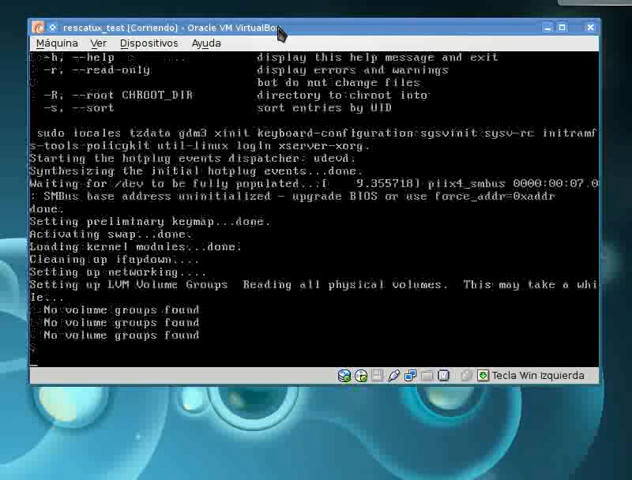 rescatux_test [Corriendo] - Oracle VM VirtualBox
Máquina Ver Dispositivos Ayuda
-h, --help display this help message and exit
-r, --read-only display errors and warnings
but do not change files
-R, --root CHROOT_DIR directory to chroot into
-s, --sort sort entries by UID
sudo locales tzdata gdm3 xinit keyboard-configuration sysvinit sysv-rc initramf
s-tools policykit util-linux login xserver-xorg.
Starting the hotplug events dispatcher: udevd.
Synthesizing the initial hotplug events...done.
Waiting for /dev to be fully populated...[ 9.355718] piix4_smbus 0000:00:07.0
: SMBus base address uninitialized - upgrade BIOS or use force_addr=0xaddr
done.
Setting preliminary keymap...done.
Activating swap...done.
Loading kernel modules...done.
Cleaning up ifupdown....
Setting up networking....
Setting up LVM Volume Groups Reading all physical volumes. This may take a whi
le...
No volume groups found
No volume groups found
No volume groups found
.
Tecla Win Izquierda